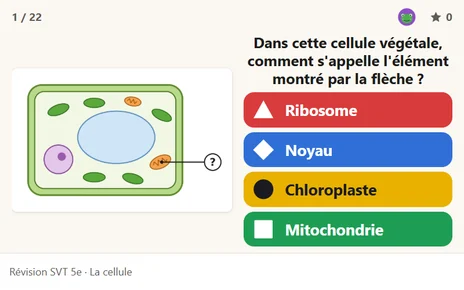 1 / 22
★ 0
Dans cette cellule végétale,
comment s'appelle l'élément
montré par la flèche ?
?
Ribosome
Noyau
Chloroplaste
Mitochondrie
Révision SVT 5e · La cellule